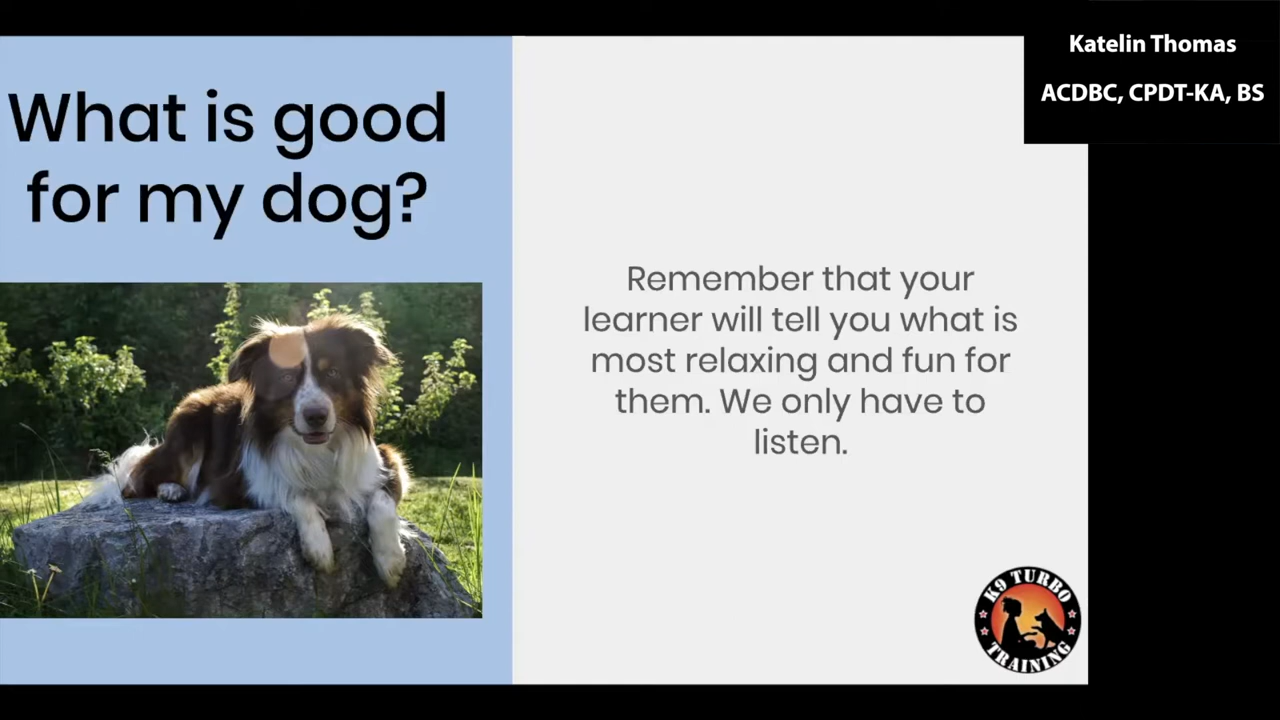 What is good
for my dog?
Remember that your
learner will tell you what is
most relaxing and fun for
them. We only have to
listen.
Katelin Thomas
ACDBC, CPDT-KA, BS
K9 TURBO
TRAINING